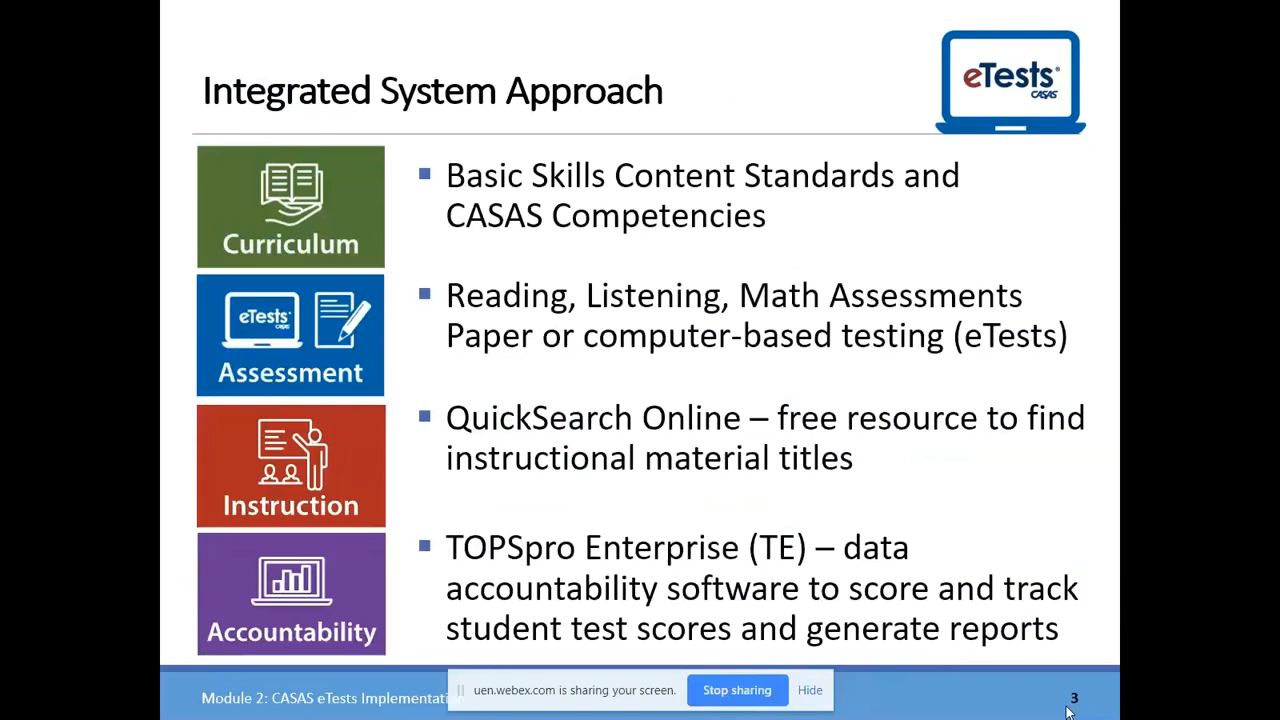 Integrated System Approach
eTests
CASAS
Curriculum
Basic Skills Content Standards and
CASAS Competencies
eTests
CASAS
Assessment
Reading, Listening, Math Assessments
Paper or computer-based testing (eTests)
Instruction
QuickSearch Online – free resource to find
instructional material titles
Accountability
TOPSpro Enterprise (TE) – data
accountability software to score and track
student test scores and generate reports
Module 2: CASAS eTests
uen.webex.com is sharing your screen.
Stop sharing
Hide
3